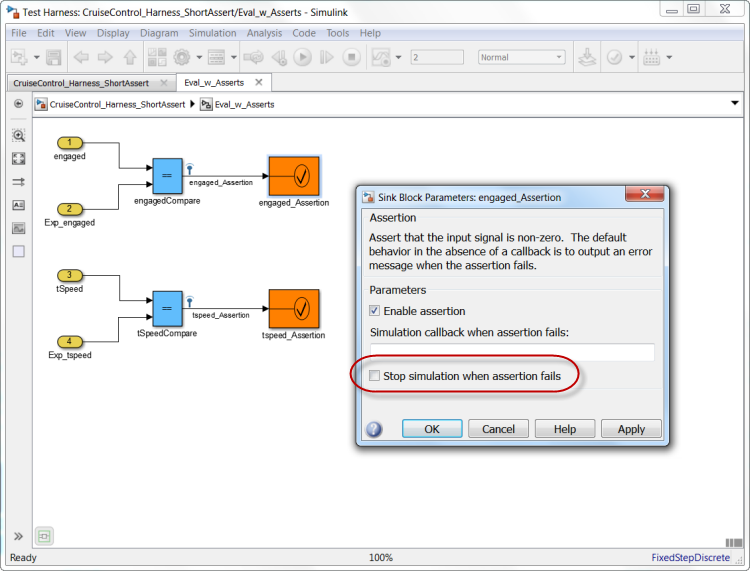 Test Harness: CruiseControl_Harness_ShortAssert/Eval_w_Asserts - Simulink
File Edit View Display Diagram Simulation Analysis Code Tools Help
2
Normal
CruiseControl_Harness_ShortAssert
Eval_w_Asserts
CruiseControl_Harness_ShortAssert
Eval_w_Asserts
1
engaged
2
Exp_engaged
=
engagedCompare
engaged_Assertion
engaged_Assertion
3
tSpeed
4
Exp_tspeed
=
tSpeedCompare
tspeed_Assertion
tspeed_Assertion
Sink Block Parameters: engaged_Assertion
Assertion
Assert that the input signal is non-zero. The default
behavior in the absence of a callback is to output an error
message when the assertion fails.
Parameters
Enable assertion
Simulation callback when assertion fails:
Stop simulation when assertion fails
OK
Cancel
Help
Apply
Ready
100%
FixedStepDiscrete